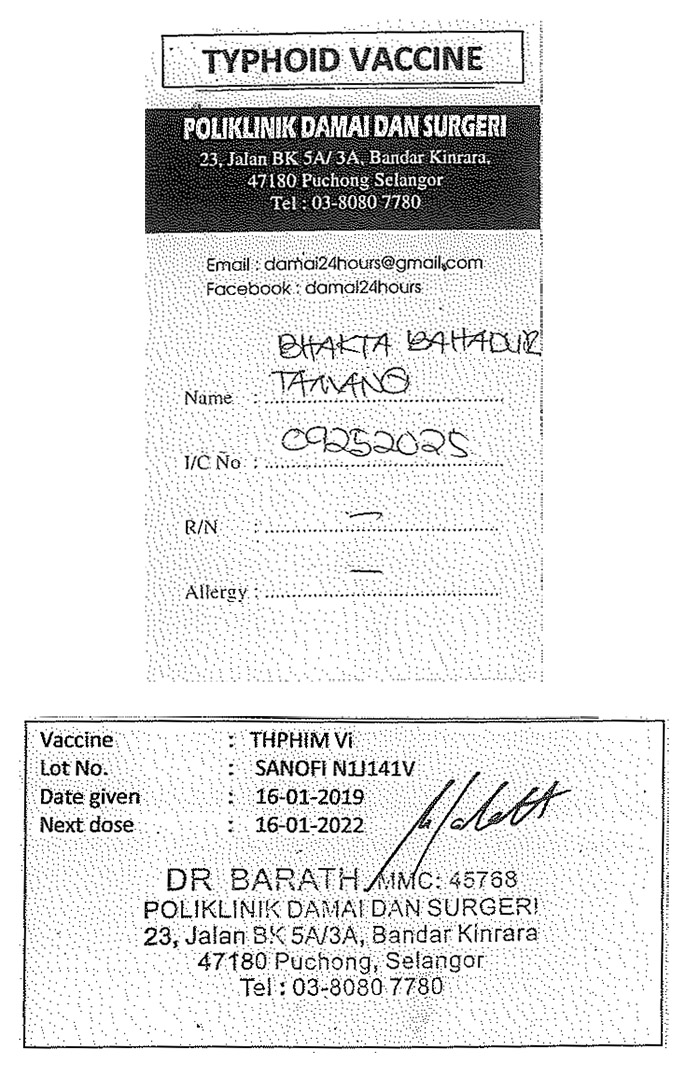 TYPHOID VACCINE
POLIKLINIK DAMAI DAN SURGERI
23, Jalan BK 5A/ 3A, Bandar Kinrara,
47180 Puchong Selangor
Tel : 03-8080 7780
Email : damai24hours@gmail.com
Facebook : damai24hours
BHAKTA BAHADUR
Name : TAMANG
I/C No : 09252025
R/N : —
Allergy : —
Vaccine : THPHIM Vi
Lot No. : SANOFI N1J141V
Date given : 16-01-2019
Next dose : 16-01-2022
DR BARATH MMC: 45768
POLIKLINIK DAMAI DAN SURGERI
23, Jalan BK 5A/3A, Bandar Kinrara
47180 Puchong, Selangor
Tel : 03-8080 7780